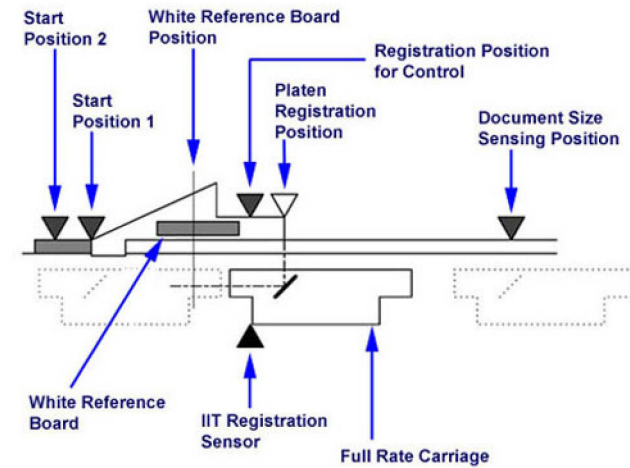 Start
Position 2
White Reference Board
Position
Registration Position
for Control
Start
Position 1
Platen
Registration
Position
Document Size
Sensing Position
White Reference
Board
IIT Registration
Sensor
Full Rate Carriage